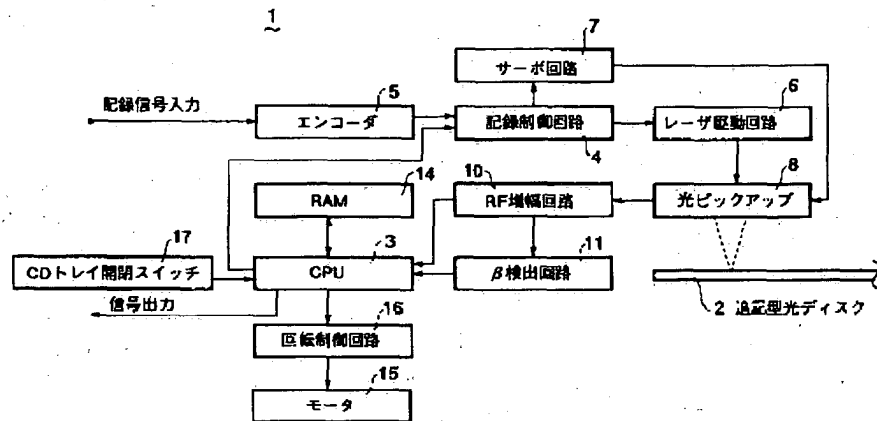 1
7
サーボ回路
5
6
記録信号入力
エンコーダ
記録制御回路
レーザ駆動回路
4
8
14
10
RAM
RF増幅回路
光ピックアップ
17
3
11
CDトレイ開閉スイッチ
CPU
β検出回路
信号出力
16
2 追記型光ディスク
回転制御回路
15
モータ